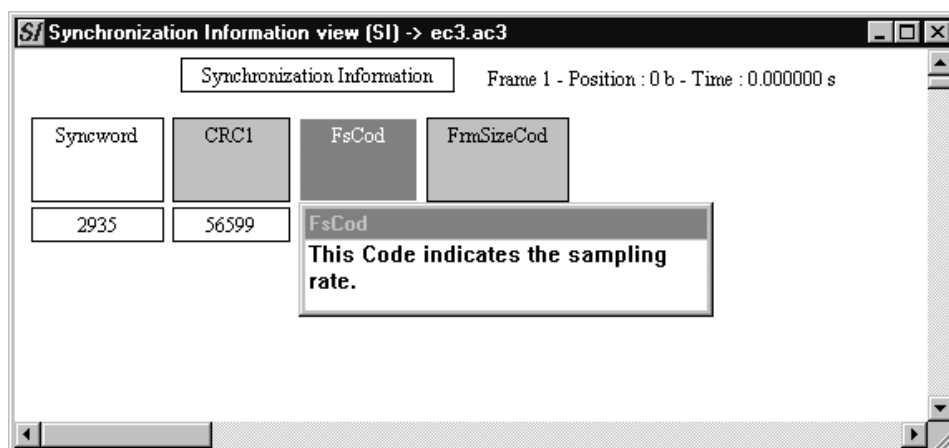 SI Synchronization Information view (SI) -> ec3.ac3
Synchronization Information
Frame 1 - Position : 0 b - Time : 0.000000 s
Syncword CRC1 FsCod FrmSizeCod
2935 56599
FsCod
This Code indicates the sampling
rate.